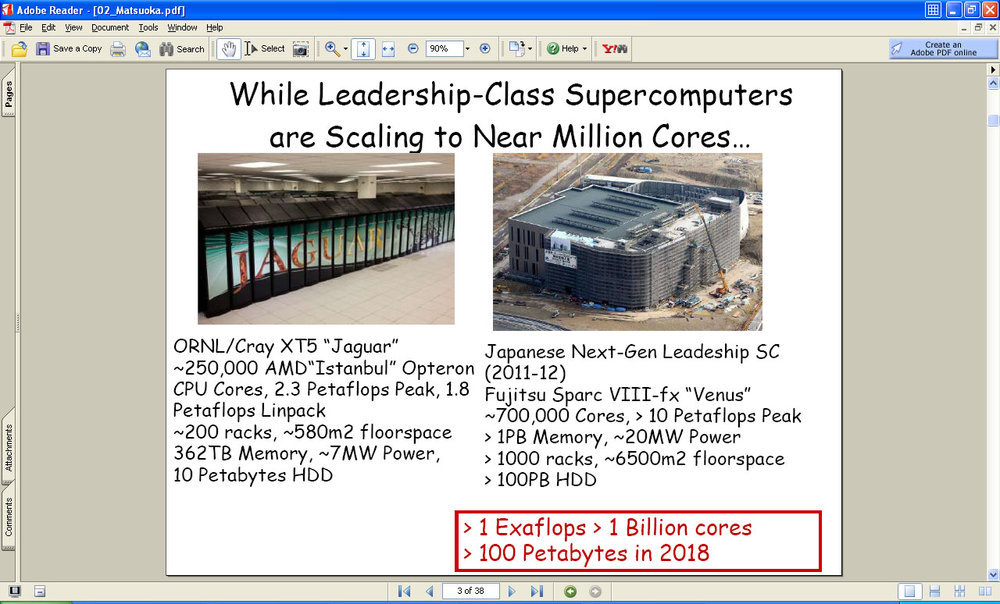 Adobe Reader - [02_Matsuoka.pdf]
File Edit View Document Tools Window Help
Save a Copy Search Select 90% Help Y! Create an
Adobe PDF online
Pages
While Leadership-Class Supercomputers
are Scaling to Near Million Cores…
JAGUAR
ORNL/Cray XT5 “Jaguar”
~250,000 AMD“Istanbul” Opteron
CPU Cores, 2.3 Petaflops Peak, 1.8
Petaflops Linpack
~200 racks, ~580m2 floorspace
362TB Memory, ~7MW Power,
10 Petabytes HDD
Japanese Next-Gen Leadeship SC
(2011-12)
Fujitsu Sparc VIII-fx “Venus”
~700,000 Cores, > 10 Petaflops Peak
> 1PB Memory, ~20MW Power
> 1000 racks, ~6500m2 floorspace
> 100PB HDD
> 1 Exaflops > 1 Billion cores
> 100 Petabytes in 2018
Attachments
Comments
3 of 38